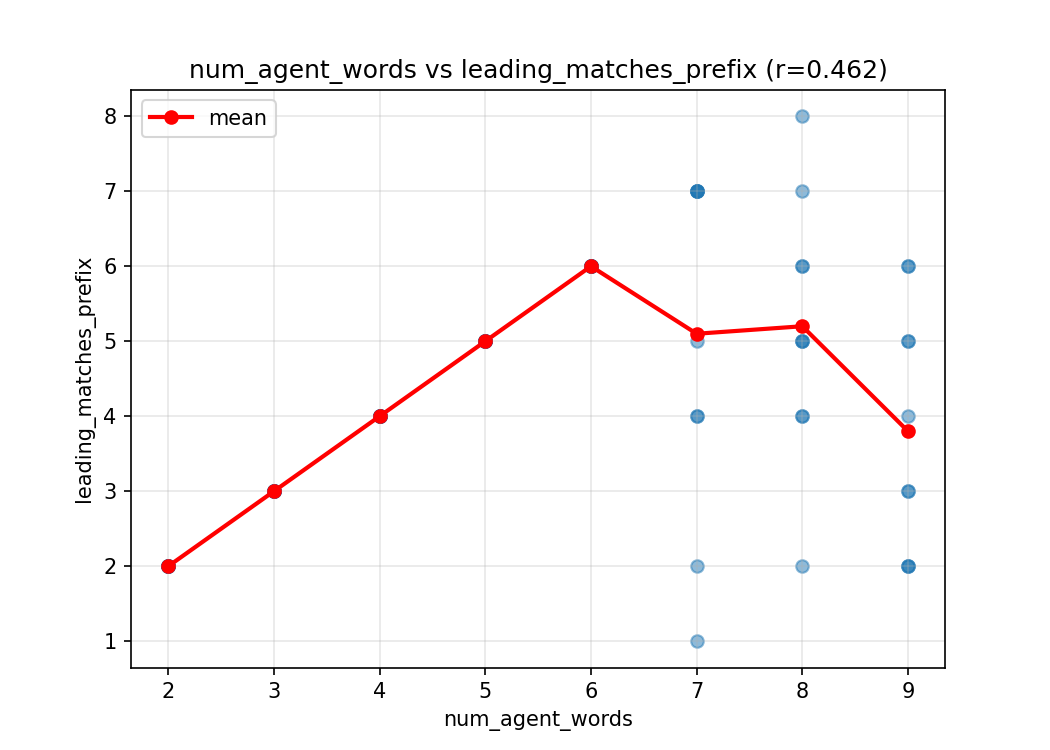 num_agent_words vs leading_matches_prefix (r=0.462)
mean
leading_matches_prefix
8
7
6
5
4
3
2
1
2 3 4 5 6 7 8 9
num_agent_words